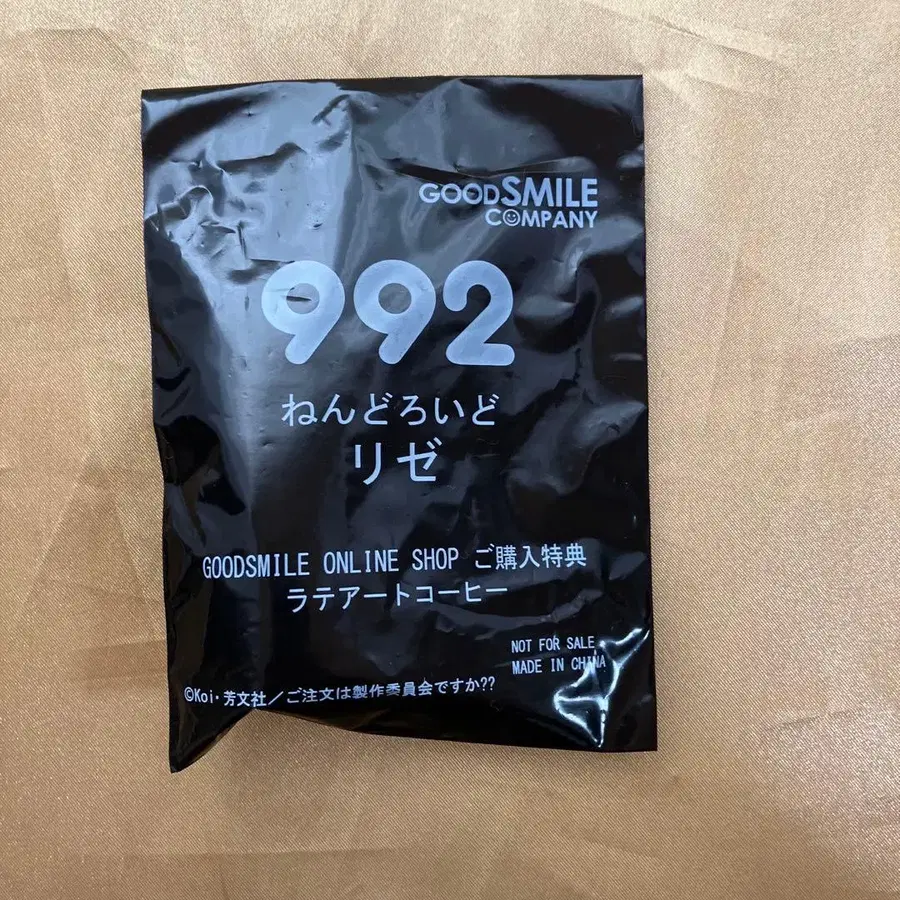 GOODSMILE
COMPANY
992
ねんどろいど
リゼ
GOODSMILE ONLINE SHOP ご購入特典
ラテアートコーヒー
NOT FOR SALE
MADE IN CHINA
©Koi・芳文社／ご注文は製作委員会ですか??